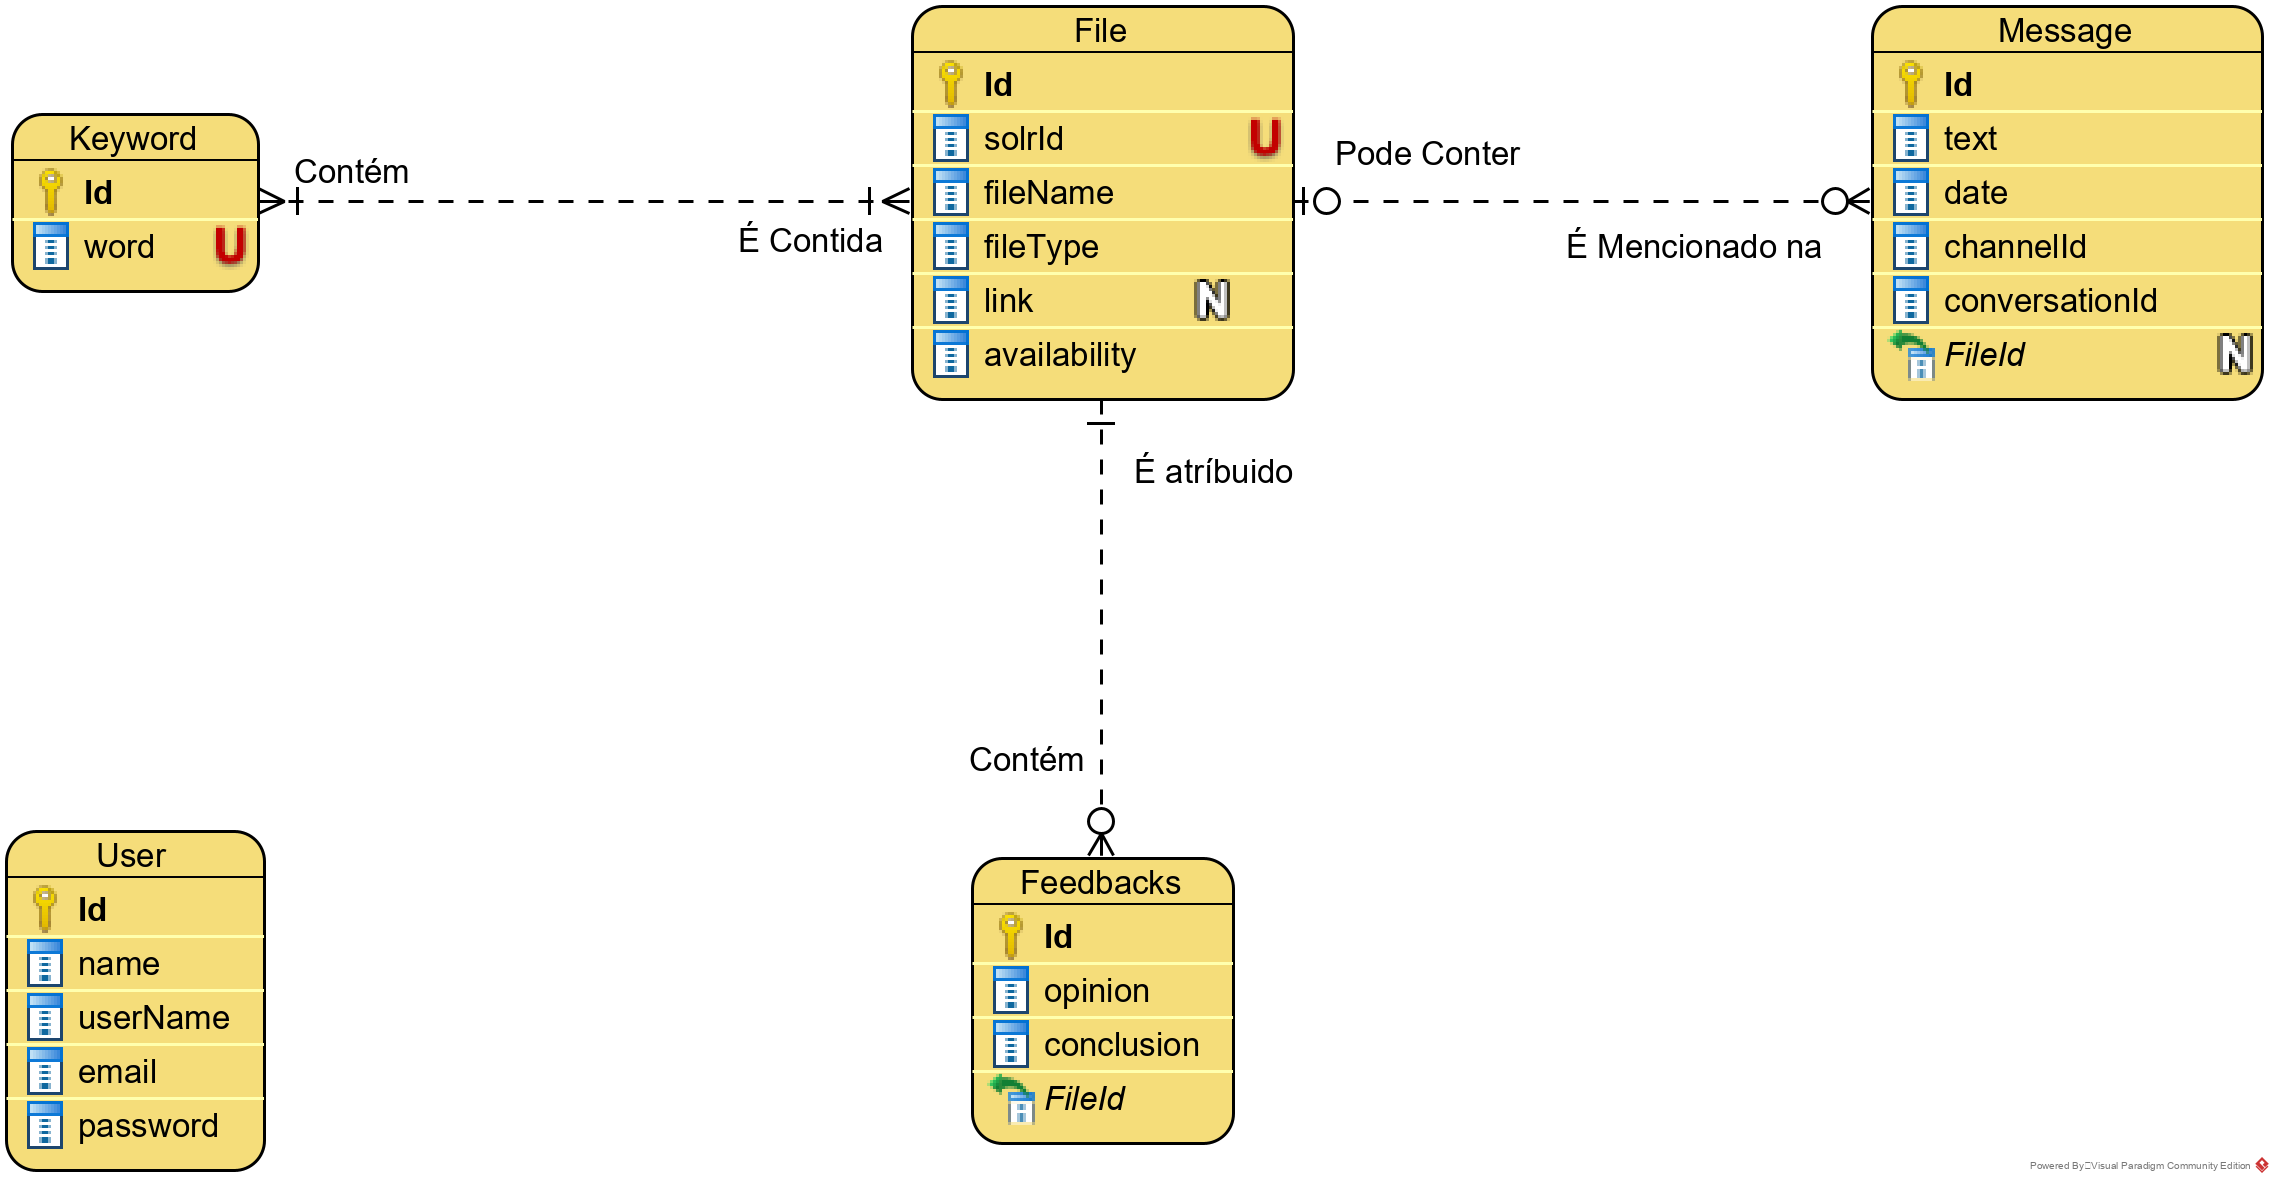 File
Id
solrId
U
fileName
fileType
link
N
availability
Message
Id
text
date
channelId
conversationId
FileId
N
Keyword
Id
word
U
Contém
É Contida
Pode Conter
É Mencionado na
É atríbuido
Contém
User
Id
name
userName
email
password
Feedbacks
Id
opinion
conclusion
FileId
Powered By Visual Paradigm Community Edition